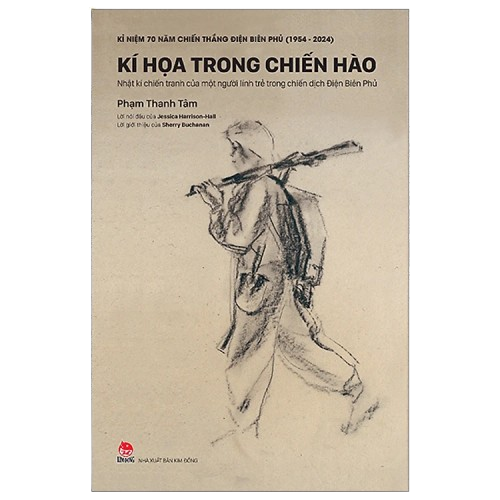 KỈ NIỆM 70 NĂM CHIẾN THẮNG ĐIỆN BIÊN PHỦ (1954 - 2024)
KÍ HỌA TRONG CHIẾN HÀO
Nhật kí chiến tranh của một người lính trẻ trong chiến dịch Điện Biên Phủ
Phạm Thanh Tâm
Lời nói đầu của Jessica Harrison-Hall
Lời giới thiệu của Sherry Buchanan
NHÀ XUẤT BẢN KIM ĐỒNG